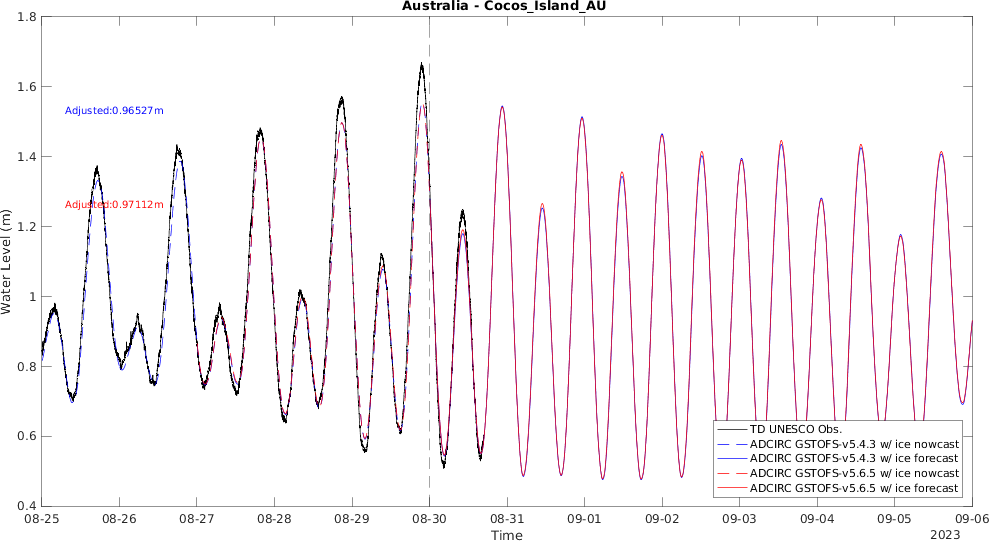 Australia - Cocos_Island_AU
1.8
1.6
1.4
1.2
1
0.8
0.6
0.4
Water Level (m)
Adjusted:0.96527m
Adjusted:0.97112m
TD UNESCO Obs.
ADCIRC GSTOFS-v5.4.3 w/ ice nowcast
ADCIRC GSTOFS-v5.4.3 w/ ice forecast
ADCIRC GSTOFS-v5.6.5 w/ ice nowcast
ADCIRC GSTOFS-v5.6.5 w/ ice forecast
08-25 08-26 08-27 08-28 08-29 08-30 08-31 09-01 09-02 09-03 09-04 09-05 09-06
Time
2023